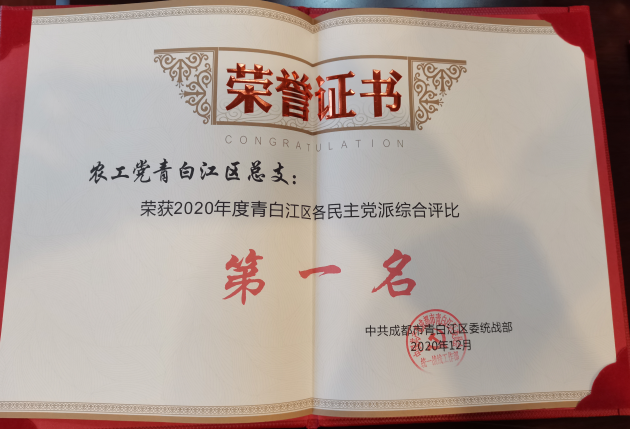 荣誉证书
CONGRATULATION
农工党青白江区总支：
荣获2020年度青白江区各民主党派综合评比
第一名
中共成都市青白江区委统战部
2020年12月